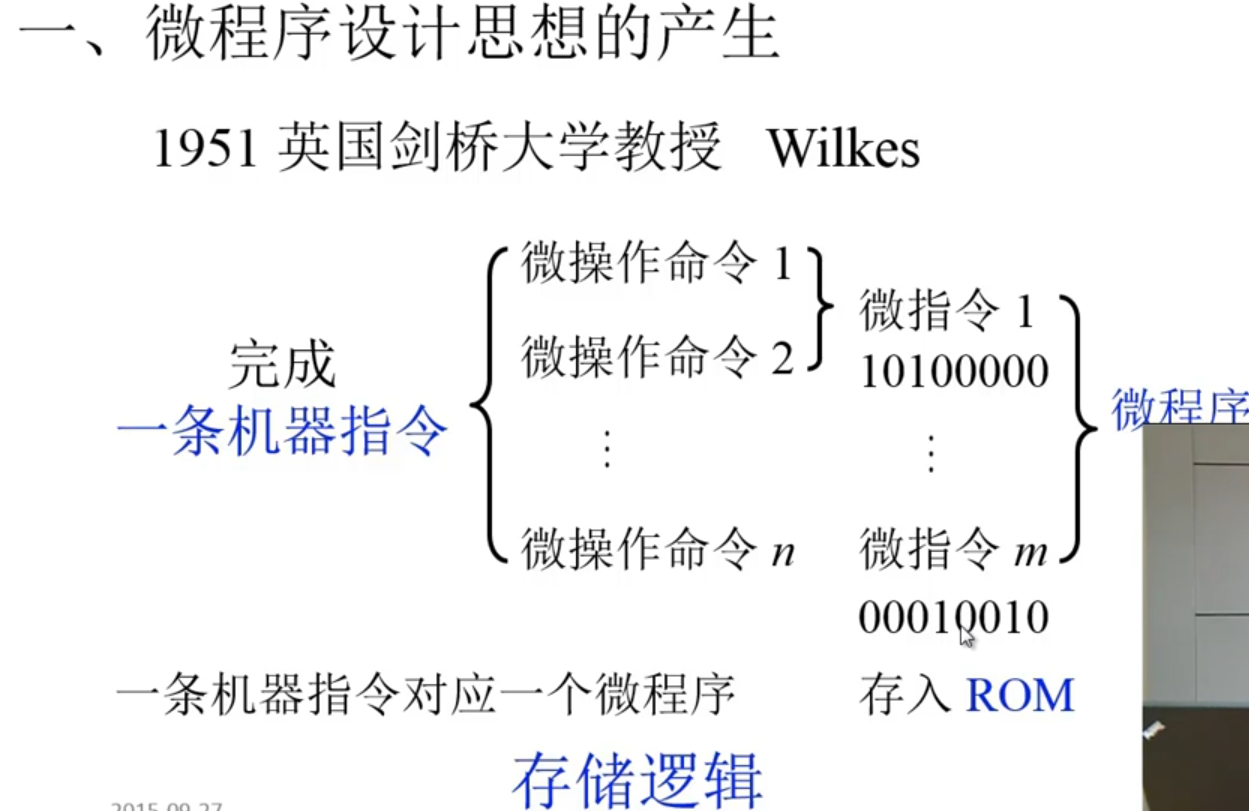 一、微程序设计思想的产生
1951 英国剑桥大学教授 Wilkes
完成
一条机器指令
微操作命令 1
微操作命令 2
⋮
微操作命令 n
微指令 1
10100000
⋮
微指令 m
00010010
微程序
一条机器指令对应一个微程序
存入 ROM
存储逻辑
2015-09-27